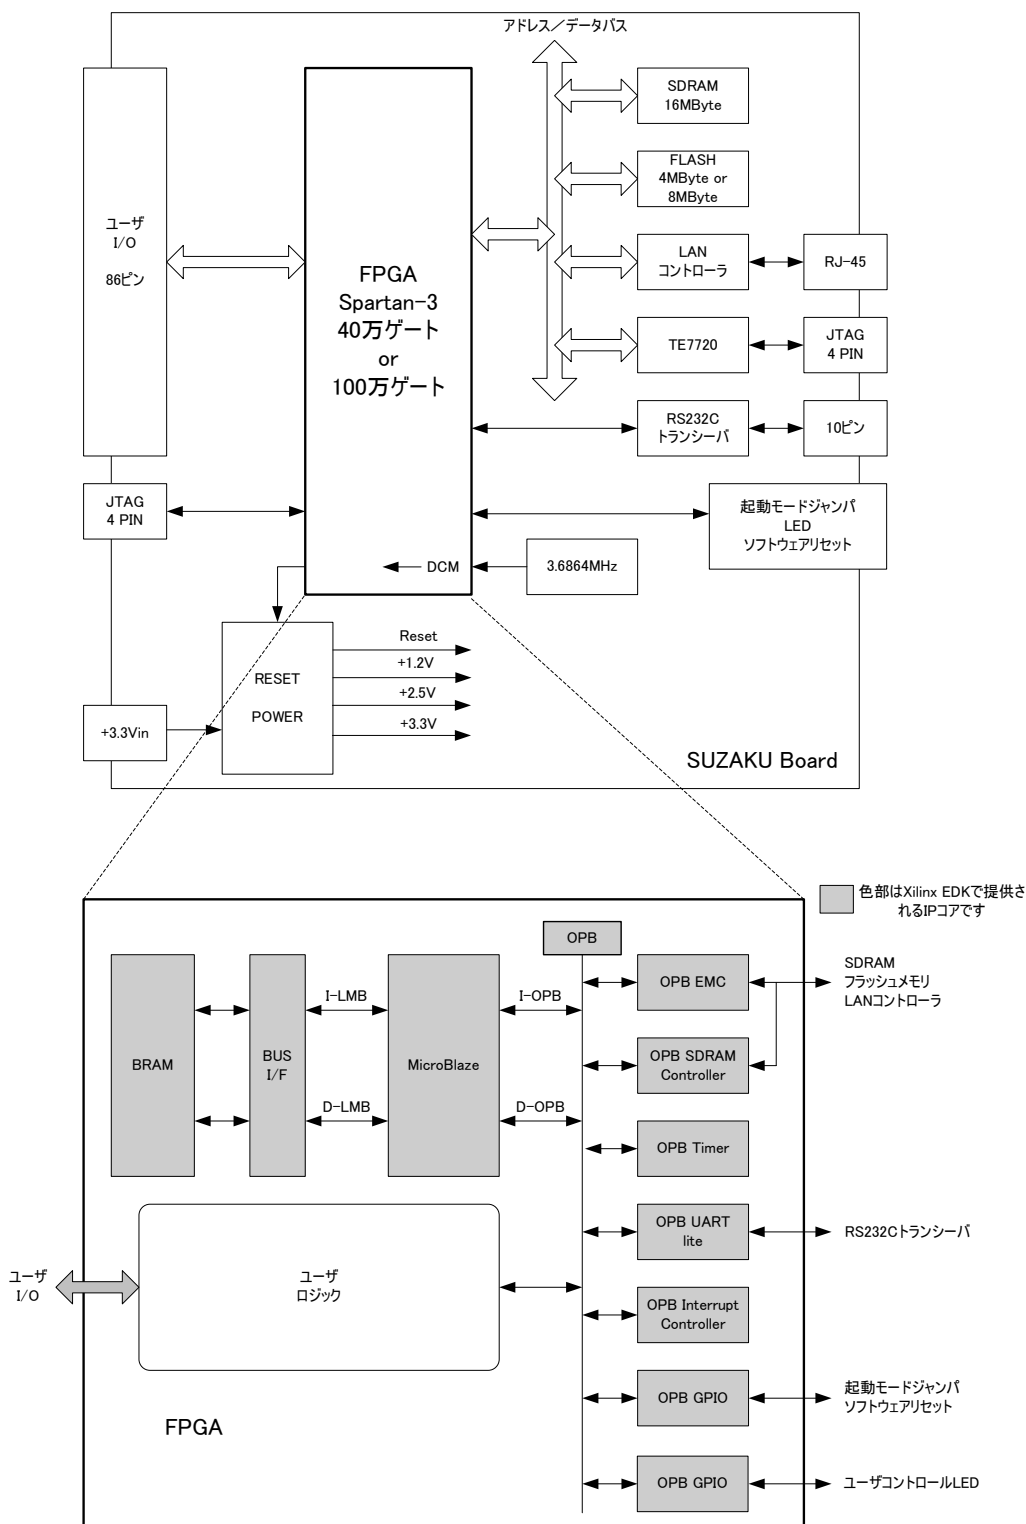 アドレス／データバス
SDRAM
16MByte
FLASH
4MByte or
8MByte
ユーザ
I/O
86ピン
FPGA
Spartan-3
40万ゲート
or
100万ゲート
LAN
コントローラ
RJ-45
TE7720
JTAG
4 PIN
RS232C
トランシーバ
10ピン
JTAG
4 PIN
起動モードジャンパ
LED
ソフトウェアリセット
DCM
3.6864MHz
RESET
POWER
Reset
+1.2V
+2.5V
+3.3V
+3.3Vin
SUZAKU Board
色部はXilinx EDKで提供さ
れるIPコアです
OPB
BRAM
BUS
I/F
I-LMB
D-LMB
MicroBlaze
I-OPB
D-OPB
OPB EMC
SDRAM
フラッシュメモリ
LANコントローラ
OPB SDRAM
Controller
OPB Timer
OPB UART
lite
RS232Cトランシーバ
ユーザ
I/O
ユーザ
ロジック
OPB Interrupt
Controller
OPB GPIO
起動モードジャンパ
ソフトウェアリセット
FPGA
OPB GPIO
ユーザコントロールLED